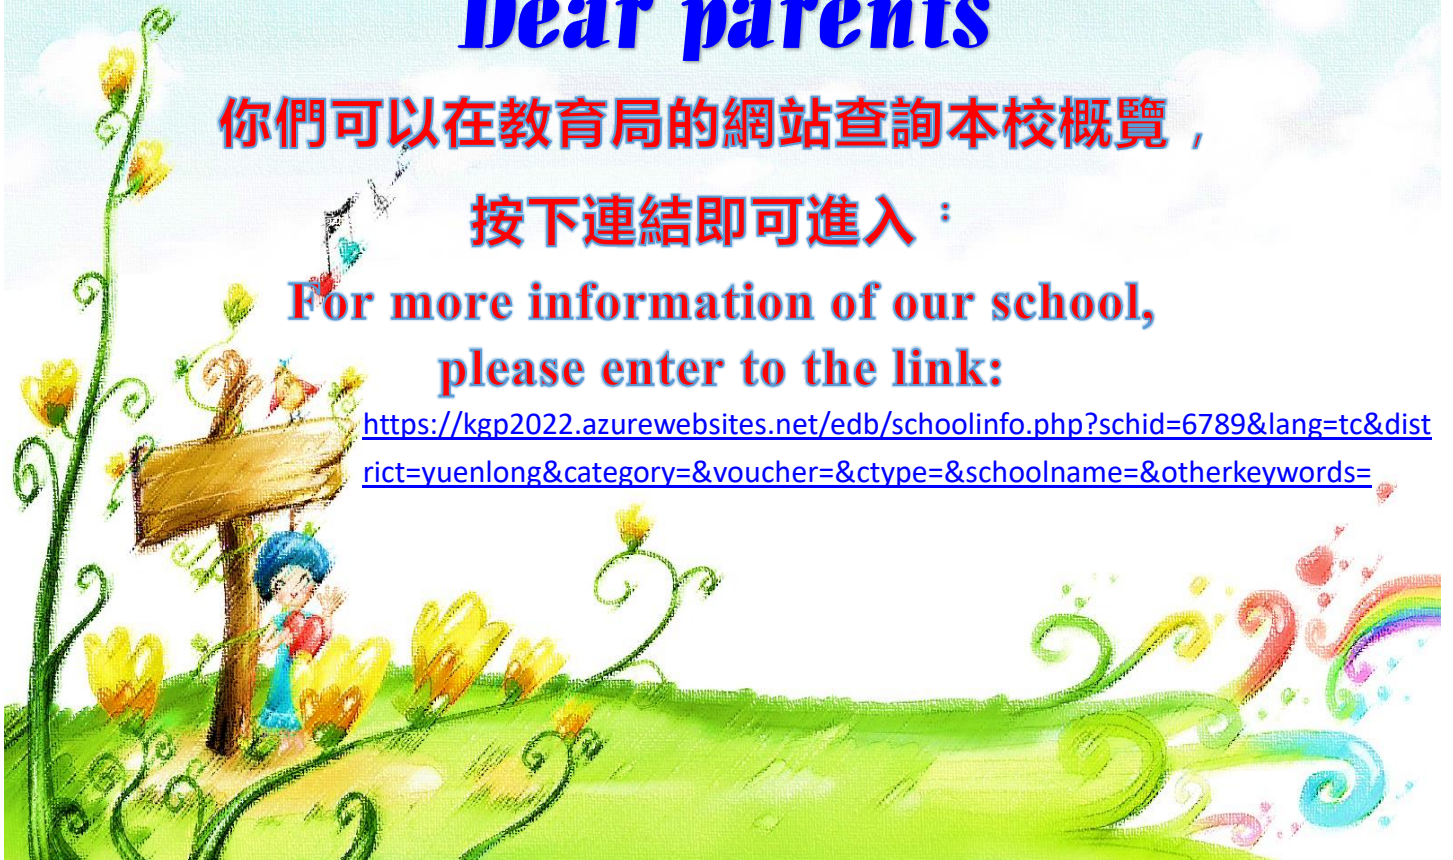 Dear parents
你們可以在教育局的網站查詢本校概覽，
按下連結即可進入：
For more information of our school,
please enter to the link:
https://kgp2022.azurewebsites.net/edb/schoolinfo.php?schid=6789&lang=tc&dist
rict=yuenlong&category=&voucher=&ctype=&schoolname=&otherkeywords=